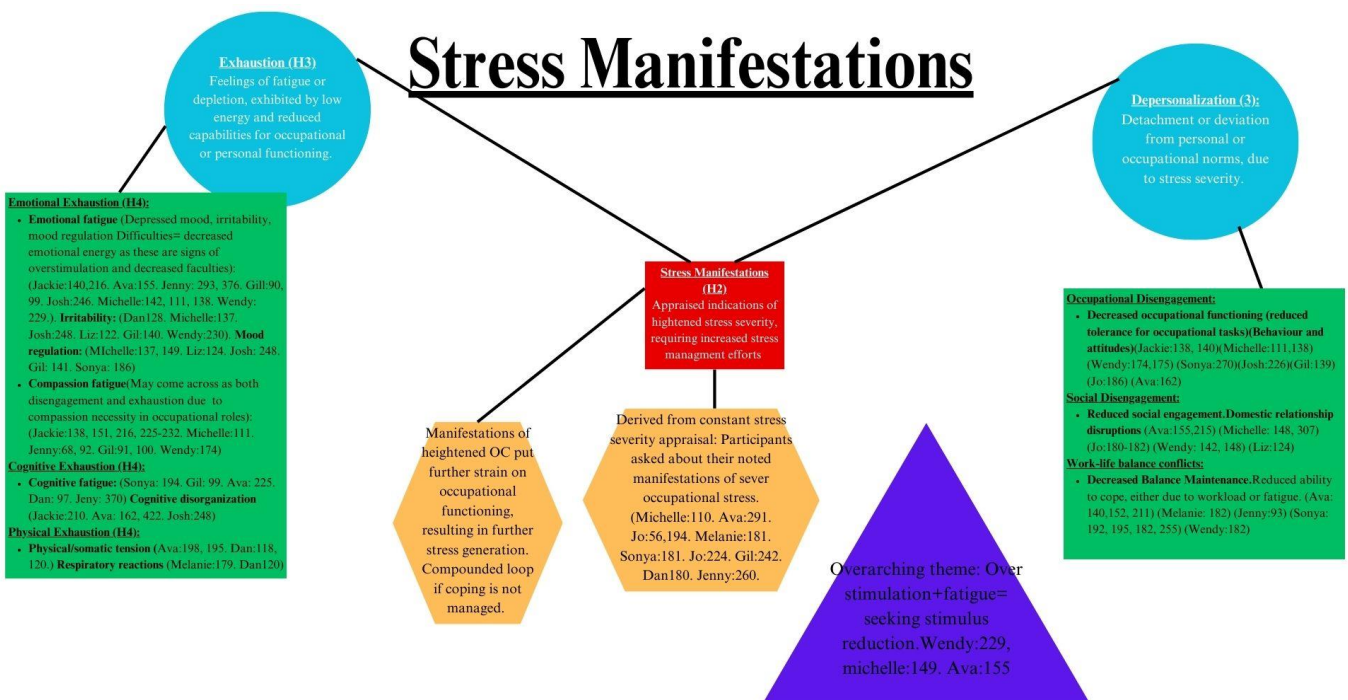 Stress Manifestations
Exhaustion (H3)
Feelings of fatigue or
depletion, exhibited by low
energy and reduced
capabilities for occupational
or personal functioning.
Depersonalization (3):
Detachment or deviation
from personal or
occupational norms, due
to stress severity.
Emotional Exhaustion (H4):
• Emotional fatigue (Depressed mood, irritability,
mood regulation Difficulties= decreased
emotional energy as these are signs of
overstimulation and decreased faculties):
(Jackie:140,216. Ava:155. Jenny: 293, 376. Gill:90,
99. Josh:246. Michelle:142, 111, 138. Wendy:
229.). Irritability: (Dan128. Michelle:137.
Josh:248. Liz:122. Gil:140. Wendy:230). Mood
regulation: (MIchelle:137, 149. Liz:124. Josh: 248.
Gil: 141. Sonya: 186)
• Compassion fatigue(May come across as both
disengagement and exhaustion due to
compassion necessity in occupational roles):
(Jackie:138, 151, 216, 225-232. Michelle:111.
Jenny:68, 92. Gil:91, 100. Wendy:174)
Cognitive Exhaustion (H4):
• Cognitive fatigue: (Sonya: 194. Gil: 99. Ava: 225.
Dan: 97. Jeny: 370) Cognitive disorganization
(Jackie:210. Ava: 162, 422. Josh:248)
Physical Exhaustion (H4):
• Physical/somatic tension (Ava:198, 195. Dan:118,
120.) Respiratory reactions (Melanie:179. Dan120)
Stress Manifestations
(H2)
Appraised indications of
hightened stress severity,
requiring increased stress
managment efforts
Manifestations of
heightened OC put
further strain on
occupational
functioning,
resulting in further
stress generation.
Compounded loop
if coping is not
managed.
Derived from constant stress
severity appraisal: Participants
asked about their noted
manifestations of sever
occupational stress.
(Michelle:110. Ava:291.
Jo:56,194. Melanie:181.
Sonya:181. Jo:224. Gil:242.
Dan180. Jenny:260.
Overarching theme: Over
stimulation+fatigue=
seeking stimulus
reduction.Wendy:229,
michelle:149. Ava:155
Occupational Disengagement:
• Decreased occupational functioning (reduced
tolerance for occupational tasks)(Behaviour and
attitudes)(Jackie:138, 140)(Michelle:111,138)
(Wendy:174,175) (Sonya:270)(Josh:226)(Gil:139)
(Jo:186) (Ava:162)
Social Disengagement:
• Reduced social engagement.Domestic relationship
disruptions (Ava:155,215) (Michelle: 148, 307)
(Jo:180-182) (Wendy: 142, 148) (Liz:124)
Work-life balance conflicts:
• Decreased Balance Maintenance.Reduced ability
to cope, either due to workload or fatigue. (Ava:
140,152, 211) (Melanie: 182) (Jenny:93) (Sonya:
192, 195, 182, 255) (Wendy:182)